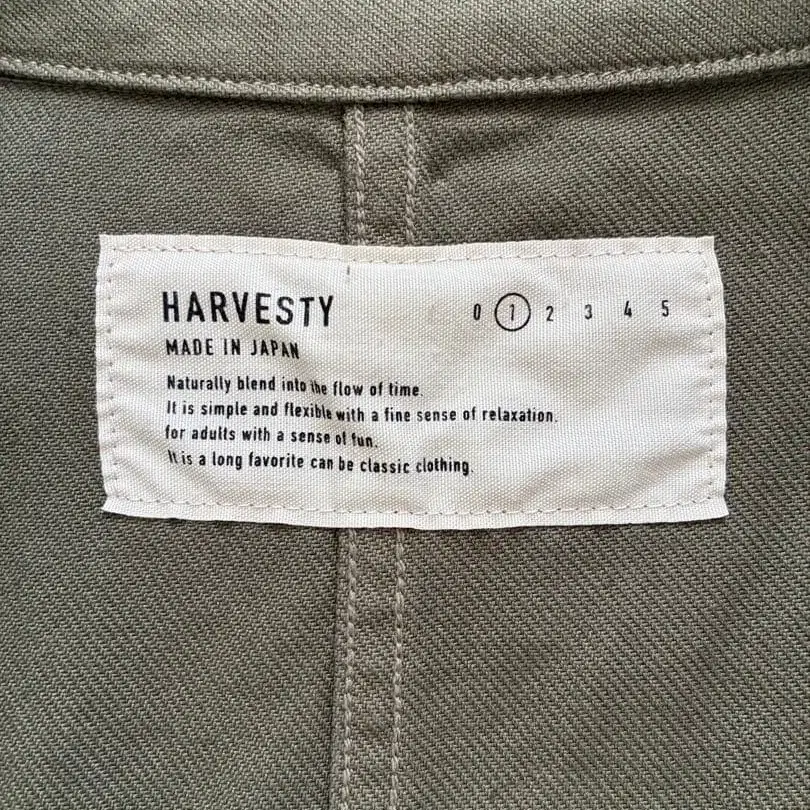 HARVESTY 0 1 2 3 4 5
MADE IN JAPAN
Naturally blend into the flow of time.
It is simple and flexible with a fine sense of relaxation.
for adults with a sense of fun.
It is a long favorite can be classic clothing.